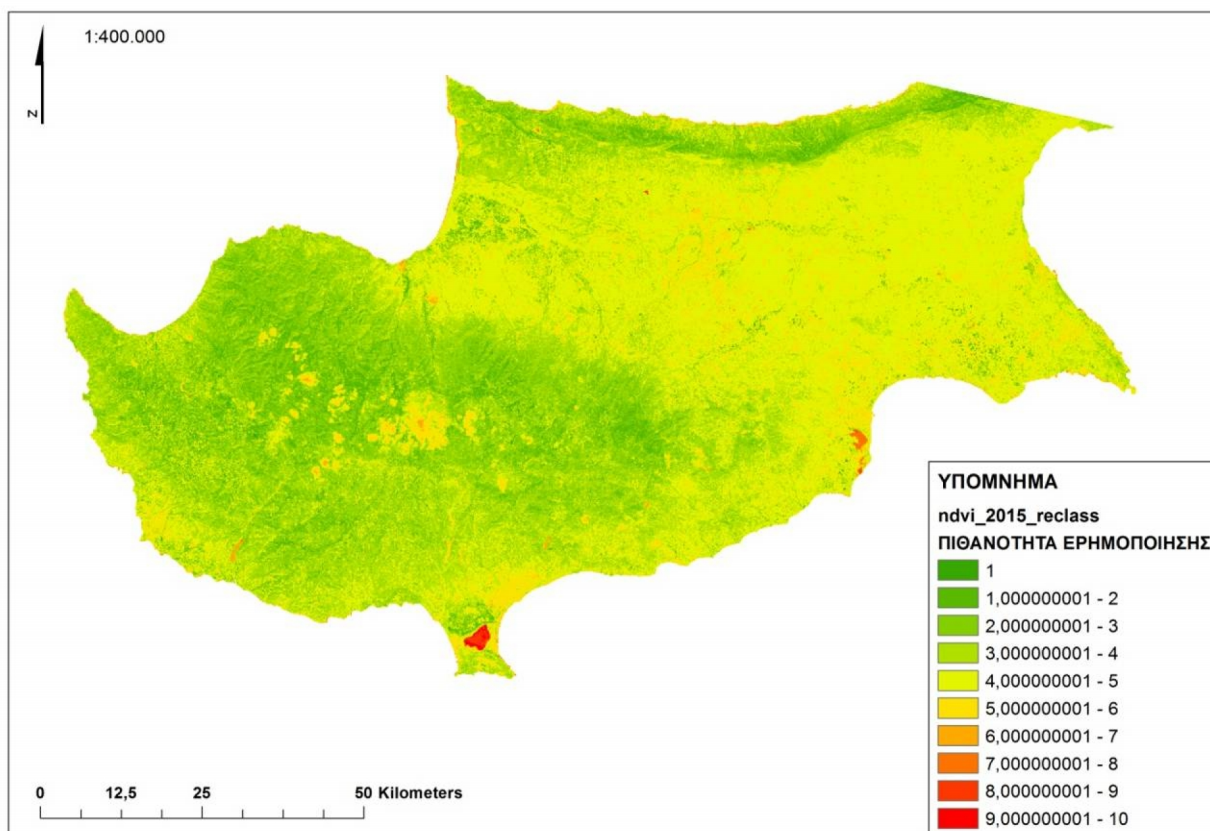 1:400.000
z
ΥΠΟΜΝΗΜΑ
ndvi_2015_reclass
ΠΙΘΑΝΟΤΗΤΑ ΕΡΗΜΟΠΟΙΗΣΗΣ
1
1,000000001 - 2
2,000000001 - 3
3,000000001 - 4
4,000000001 - 5
5,000000001 - 6
6,000000001 - 7
7,000000001 - 8
8,000000001 - 9
9,000000001 - 10
0 12,5 25 50 Kilometers